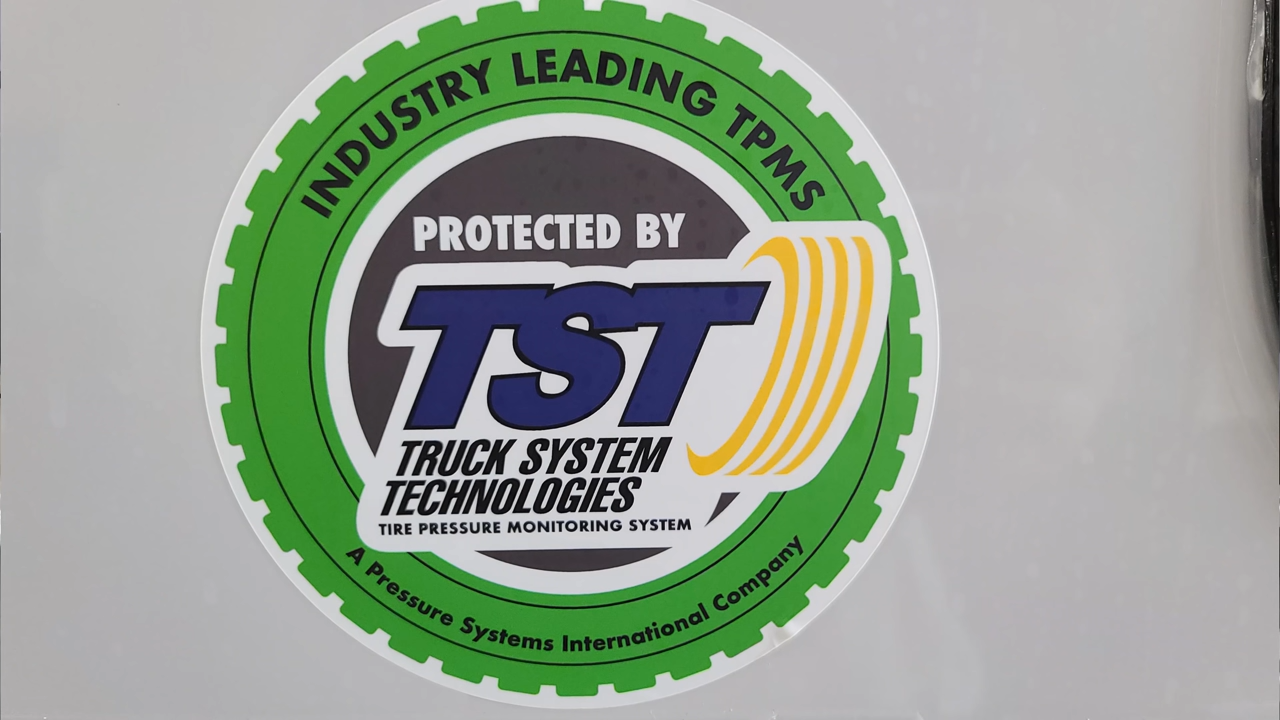 INDUSTRY LEADING TPMS
PROTECTED BY
TST
TRUCK SYSTEM
TECHNOLOGIES
TIRE PRESSURE MONITORING SYSTEM
A Pressure Systems International Company